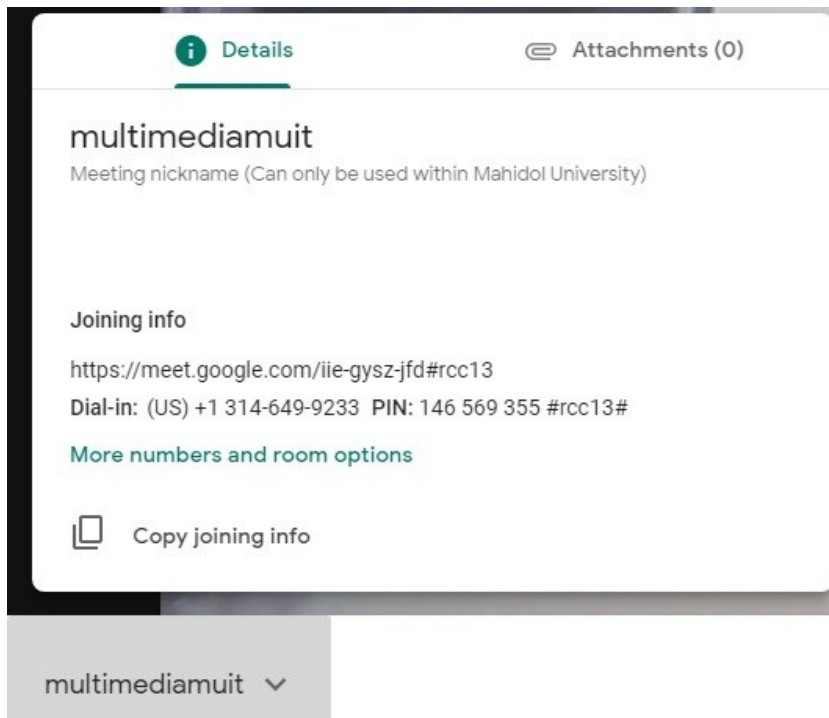 Details
Attachments (0)
multimediamuit
Meeting nickname (Can only be used within Mahidol University)
Joining info
https://meet.google.com/iie-gysz-jfd#rcc13
Dial-in: (US) +1 314-649-9233 PIN: 146 569 355 #rcc13#
More numbers and room options
Copy joining info
multimediamuit